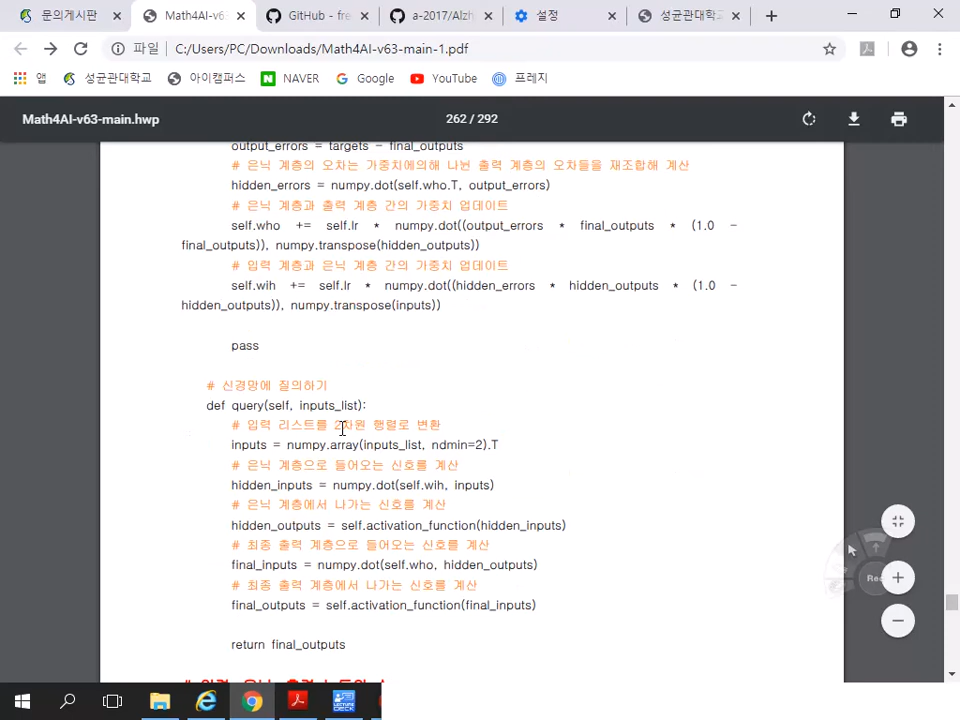 문의게시판
Math4AI-v63
GitHub - fre
a-2017/Alzh
설정
성균관대학교
파일 C:/Users/PC/Downloads/Math4AI-v63-main-1.pdf
앱 성균관대학교 아이캠퍼스 NAVER Google YouTube 프레지
Math4AI-v63-main.hwp 262 / 292
output_errors = targets - final_outputs
# 은닉 계층의 오차는 가중치에의해 나뉜 출력 계층의 오차들을 재조합해 계산
hidden_errors = numpy.dot(self.who.T, output_errors)
# 은닉 계층과 출력 계층 간의 가중치 업데이트
self.who += self.lr * numpy.dot((output_errors * final_outputs * (1.0 -
final_outputs)), numpy.transpose(hidden_outputs))
# 입력 계층과 은닉 계층 간의 가중치 업데이트
self.wih += self.lr * numpy.dot((hidden_errors * hidden_outputs * (1.0 -
hidden_outputs)), numpy.transpose(inputs))
pass
# 신경망에 질의하기
def query(self, inputs_list):
# 입력 리스트를 2차원 행렬로 변환
inputs = numpy.array(inputs_list, ndmin=2).T
# 은닉 계층으로 들어오는 신호를 계산
hidden_inputs = numpy.dot(self.wih, inputs)
# 은닉 계층에서 나가는 신호를 계산
hidden_outputs = self.activation_function(hidden_inputs)
# 최종 출력 계층으로 들어오는 신호를 계산
final_inputs = numpy.dot(self.who, hidden_outputs)
# 최종 출력 계층에서 나가는 신호를 계산
final_outputs = self.activation_function(final_inputs)
return final_outputs
Rec
LECTURE
DECK